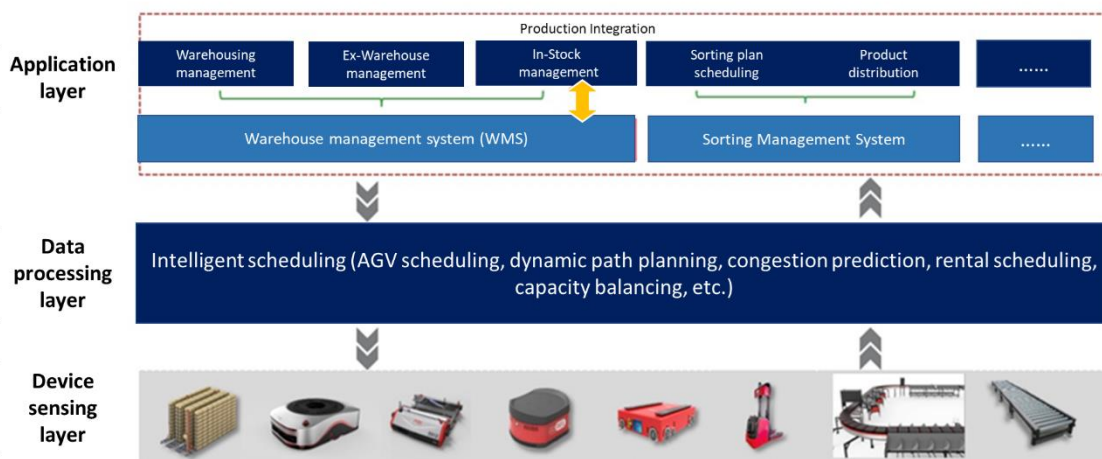 Production Integration
Application
layer
Warehousing
management
Ex-Warehouse
management
In-Stock
management
Sorting plan
scheduling
Product
distribution
......
Warehouse management system (WMS)
Sorting Management System
......
Data
processing
layer
Intelligent scheduling (AGV scheduling, dynamic path planning, congestion prediction, rental scheduling,
capacity balancing, etc.)
Device
sensing
layer